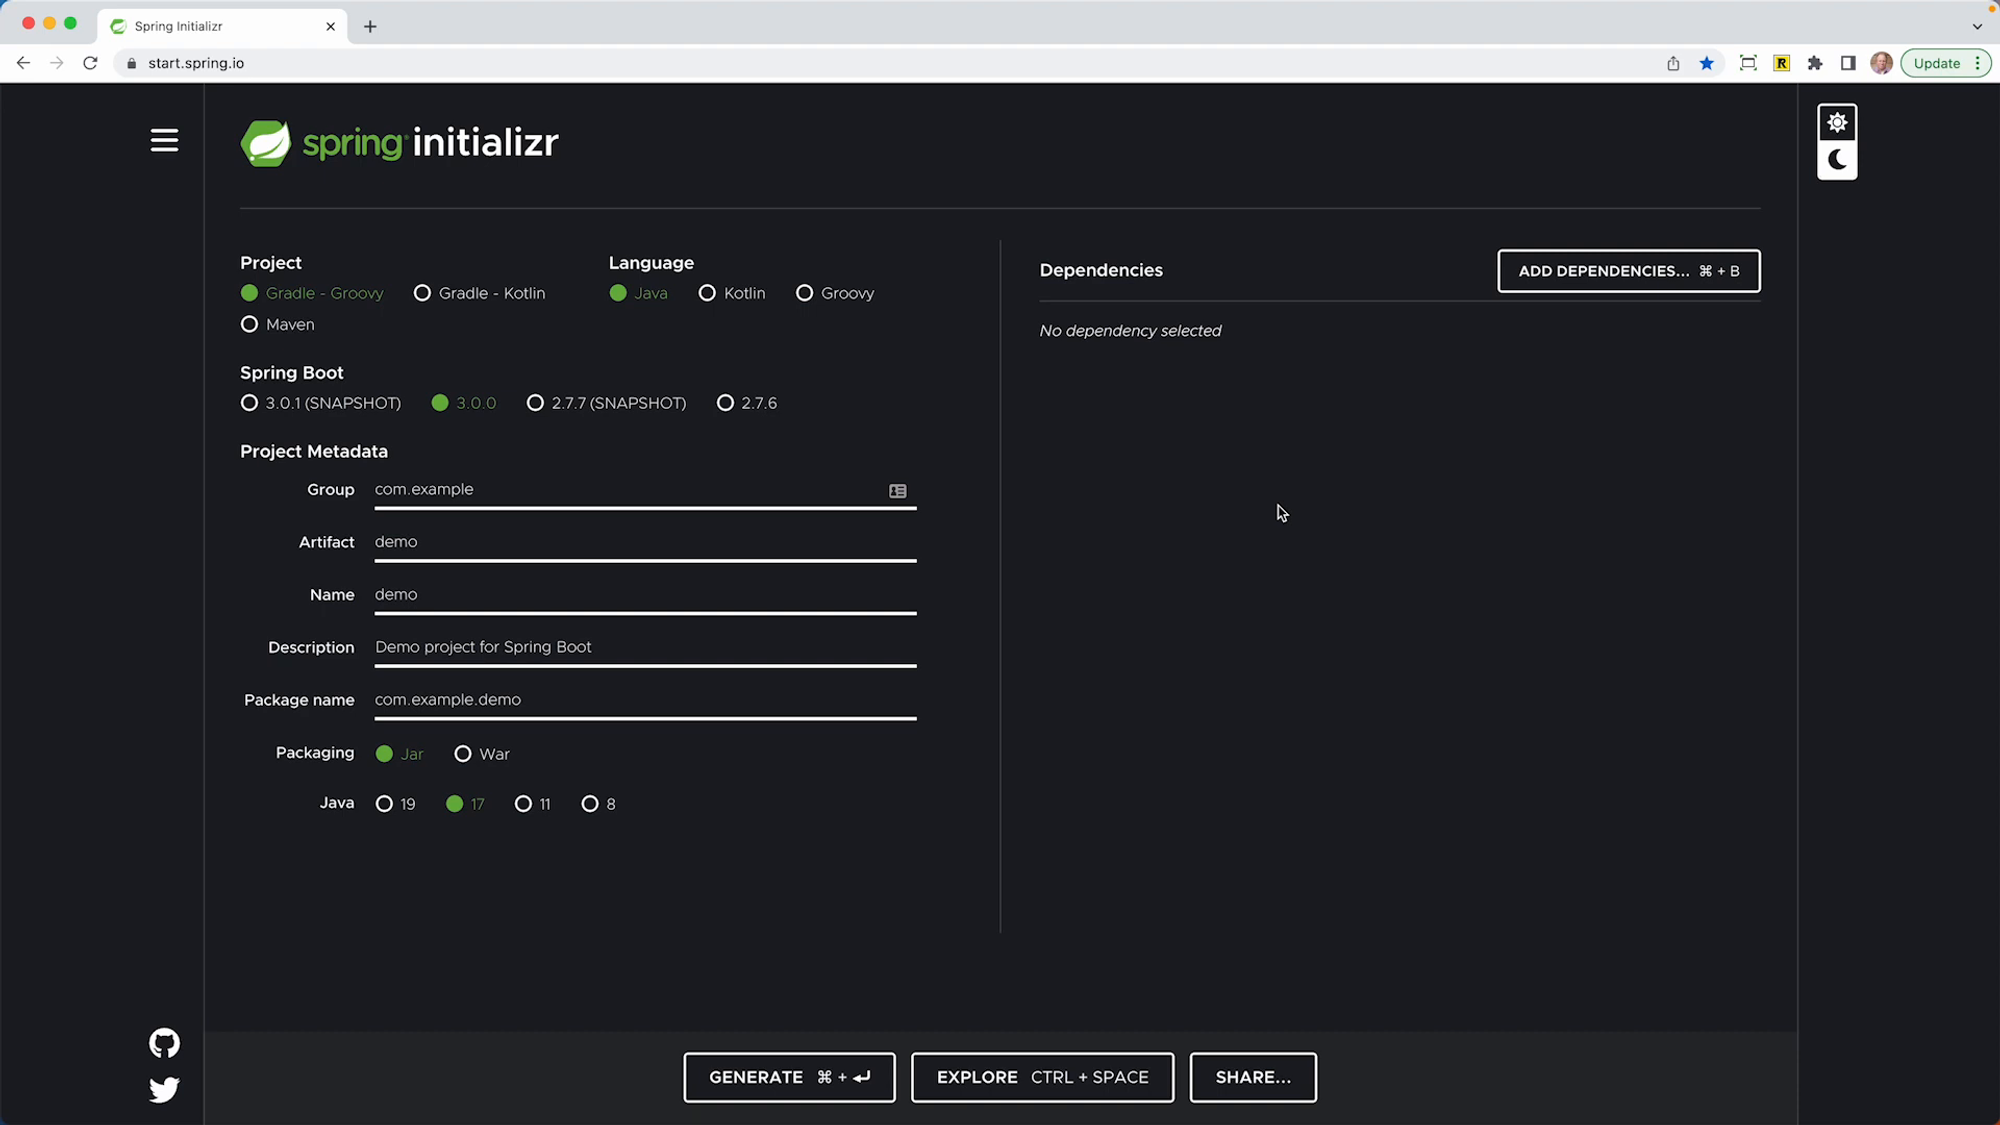 Spring Initializr
start.spring.io
R
Update
spring initializr
Project
Gradle - Groovy Gradle - Kotlin
Maven
Language
Java Kotlin Groovy
Spring Boot
3.0.1 (SNAPSHOT) 3.0.0 2.7.7 (SNAPSHOT) 2.7.6
Project Metadata
Group com.example
Artifact demo
Name demo
Description Demo project for Spring Boot
Package name com.example.demo
Packaging Jar War
Java 19 17 11 8
Dependencies
ADD DEPENDENCIES... ⌘ + B
No dependency selected
GENERATE ⌘ + ⏎
EXPLORE CTRL + SPACE
SHARE...